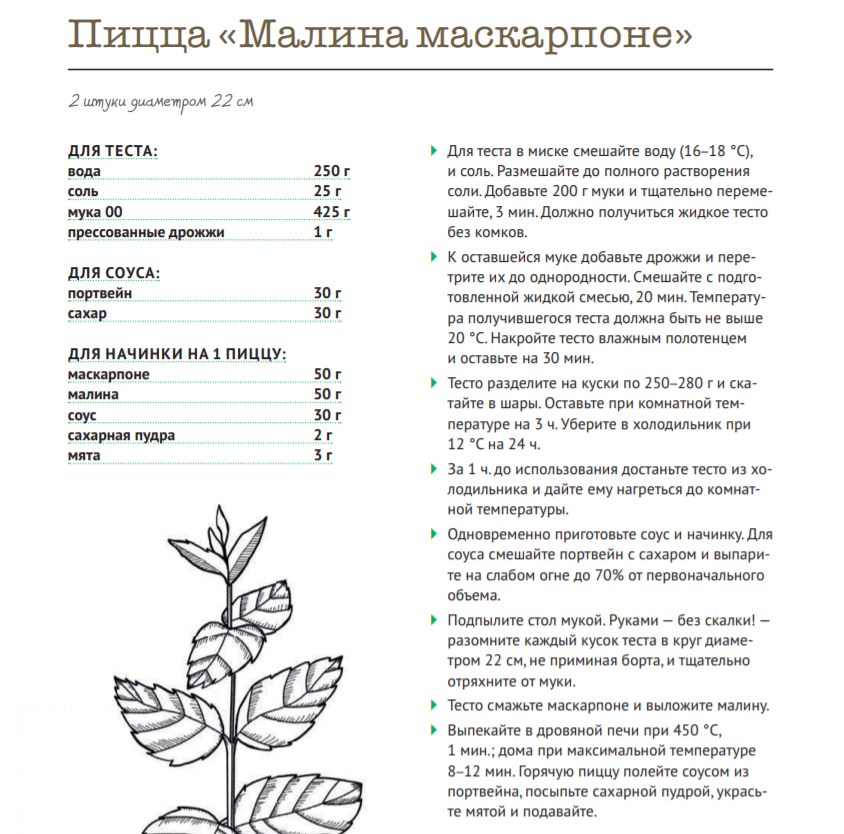 Пицца «Малина маскарпоне»
2 штуки диаметром 22 см
ДЛЯ ТЕСТА:
вода 250 г
соль 25 г
мука 00 425 г
прессованные дрожжи 1 г
ДЛЯ СОУСА:
портвейн 30 г
сахар 30 г
ДЛЯ НАЧИНКИ НА 1 ПИЦЦУ:
маскарпоне 50 г
малина 50 г
соус 30 г
сахарная пудра 2 г
мята 3 г
Для теста в миске смешайте воду (16–18 °C),
и соль. Размешайте до полного растворения
соли. Добавьте 200 г муки и тщательно переме-
шайте, 3 мин. Должно получиться жидкое тесто
без комков.
К оставшейся муке добавьте дрожжи и пере-
трите их до однородности. Смешайте с подго-
товленной жидкой смесью, 20 мин. Температу-
ра получившегося теста должна быть не выше
20 °C. Накройте тесто влажным полотенцем
и оставьте на 30 мин.
Тесто разделите на куски по 250–280 г и ска-
тайте в шары. Оставьте при комнатной тем-
пературе на 3 ч. Уберите в холодильник при
12 °C на 24 ч.
За 1 ч. до использования достаньте тесто из хо-
лодильника и дайте ему нагреться до комнат-
ной температуры.
Одновременно приготовьте соус и начинку. Для
соуса смешайте портвейн с сахаром и выпари-
те на слабом огне до 70% от первоначального
объема.
Подпылите стол мукой. Руками — без скалки! —
разомните каждый кусок теста в круг диаме-
тром 22 см, не приминая борта, и тщательно
отряхните от муки.
Тесто смажьте маскарпоне и выложите малину.
Выпекайте в дровяной печи при 450 °C,
1 мин.; дома при максимальной температуре
8–12 мин. Горячую пиццу полейте соусом из
портвейна, посыпьте сахарной пудрой, укрась-
те мятой и подавайте.